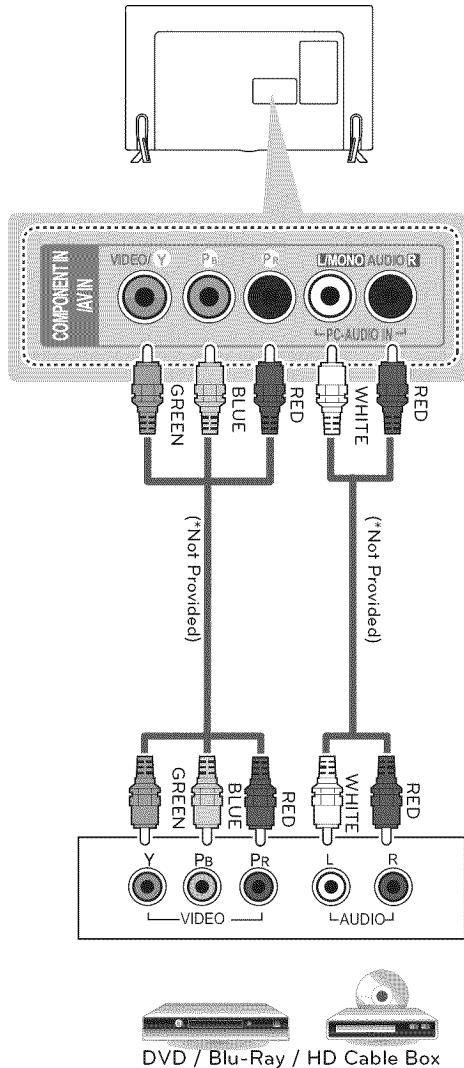 COMPONENT IN
/AV IN
VIDEO/ Y PB PR L/MONO AUDIO R
PC-AUDIO IN
GREEN BLUE RED WHITE RED
(*Not Provided) (*Not Provided)
GREEN BLUE RED WHITE RED
Y PB PR L R
VIDEO AUDIO
DVD / Blu-Ray / HD Cable Box